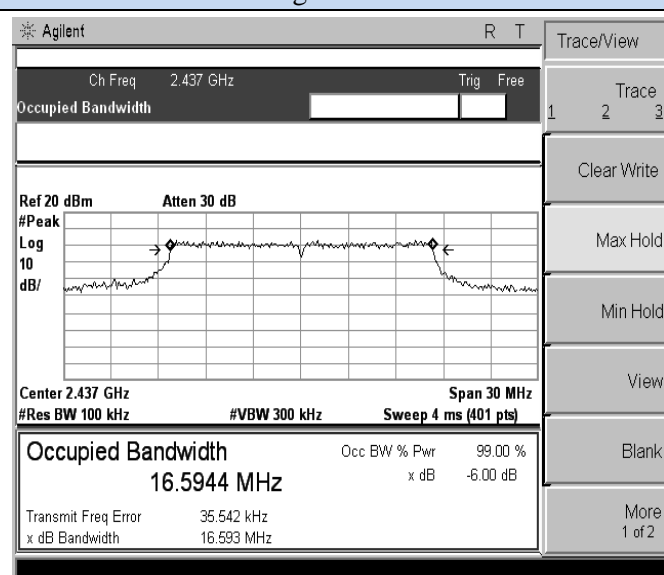 Agilent R T
Trace/View
Ch Freq 2.437 GHz Trig Free
Occupied Bandwidth
Trace
1 2 3
Clear Write
Ref 20 dBm Atten 30 dB
#Peak
Log
10
dB/
Max Hold
Min Hold
Center 2.437 GHz Span 30 MHz
#Res BW 100 kHz #VBW 300 kHz Sweep 4 ms (401 pts)
View
Occupied Bandwidth Occ BW % Pwr 99.00 %
16.5944 MHz x dB -6.00 dB
Blank
Transmit Freq Error 35.542 kHz
x dB Bandwidth 16.593 MHz
More
1 of 2